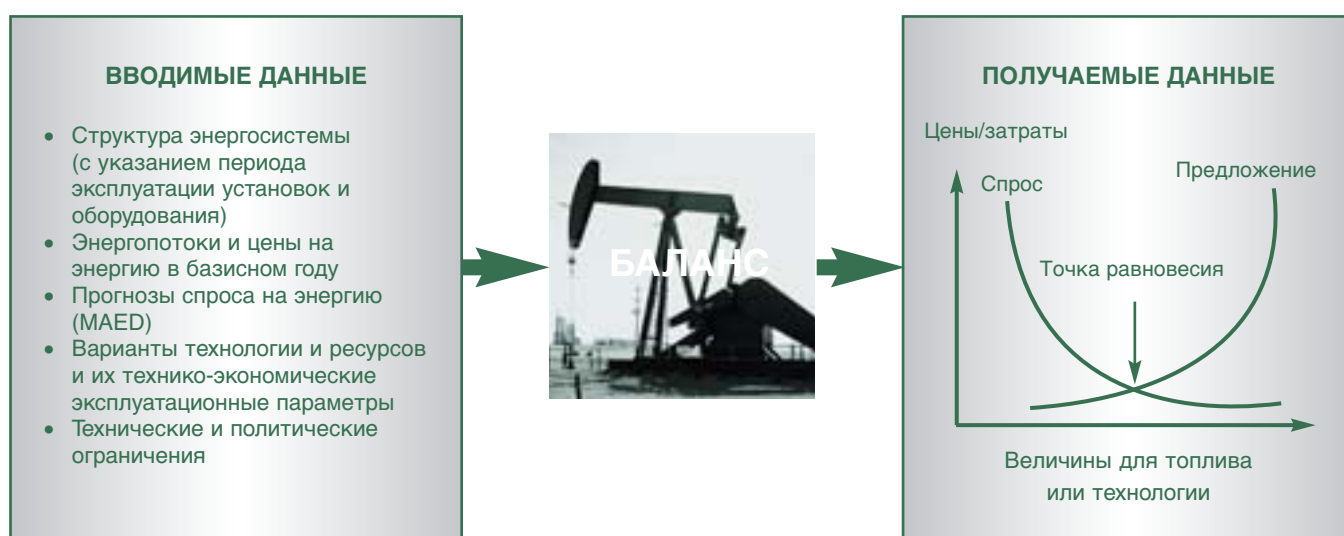 ВВОДИМЫЕ ДАННЫЕ
• Структура энергосистемы
(с указанием периода
эксплуатации установок и
оборудования)
• Энергопотоки и цены на
энергию в базисном году
• Прогнозы спроса на энергию
(MAED)
• Варианты технологии и ресурсов
и их технико-экономические
эксплуатационные параметры
• Технические и политические
ограничения
БАЛАНС
ПОЛУЧАЕМЫЕ ДАННЫЕ
Цены/затраты
Предложение
Спрос
Точка равновесия
Величины для топлива
или технологии